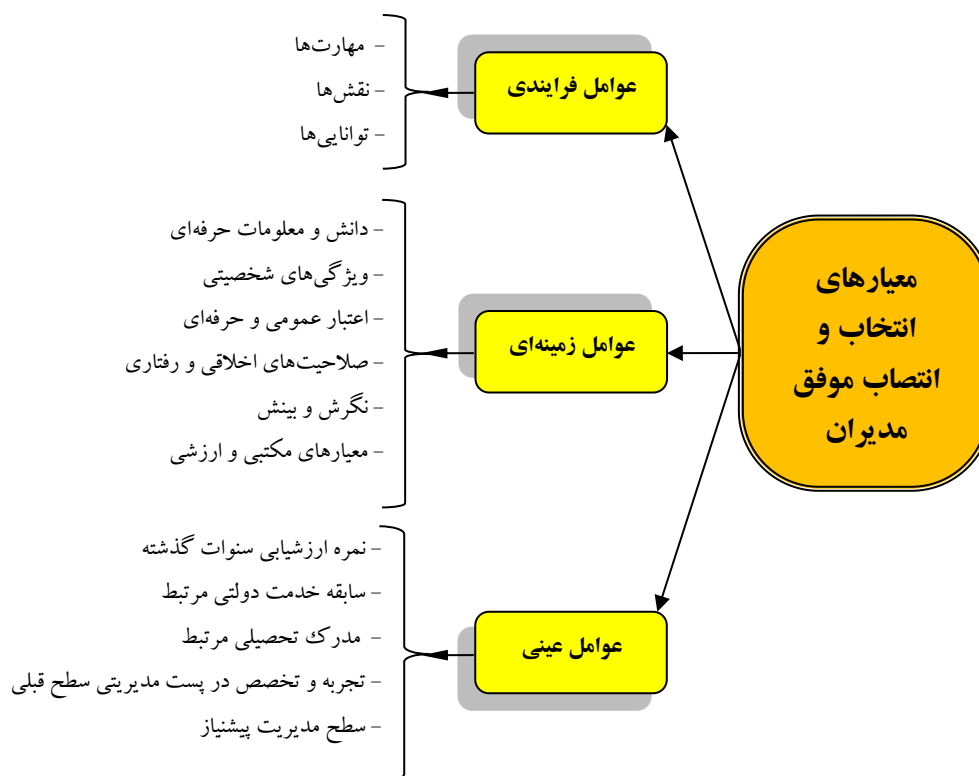 معیارهای
انتخاب و
انتصاب موفق
مدیران
عوامل فرایندی
– مهارت‌ها
– نقش‌ها
– توانایی‌ها
عوامل زمینه‌ای
– دانش و معلومات حرفه‌ای
– ویژگی‌های شخصیتی
– اعتبار عمومی و حرفه‌ای
– صلاحیت‌های اخلاقی و رفتاری
– نگرش و بینش
– معیارهای مکتبی و ارزشی
عوامل عینی
– نمره ارزشیابی سنوات گذشته
– سابقه خدمت دولتی مرتبط
– مدرک تحصیلی مرتبط
– تجربه و تخصص در پست مدیریتی سطح قبلی
– سطح مدیریت پیشنیاز